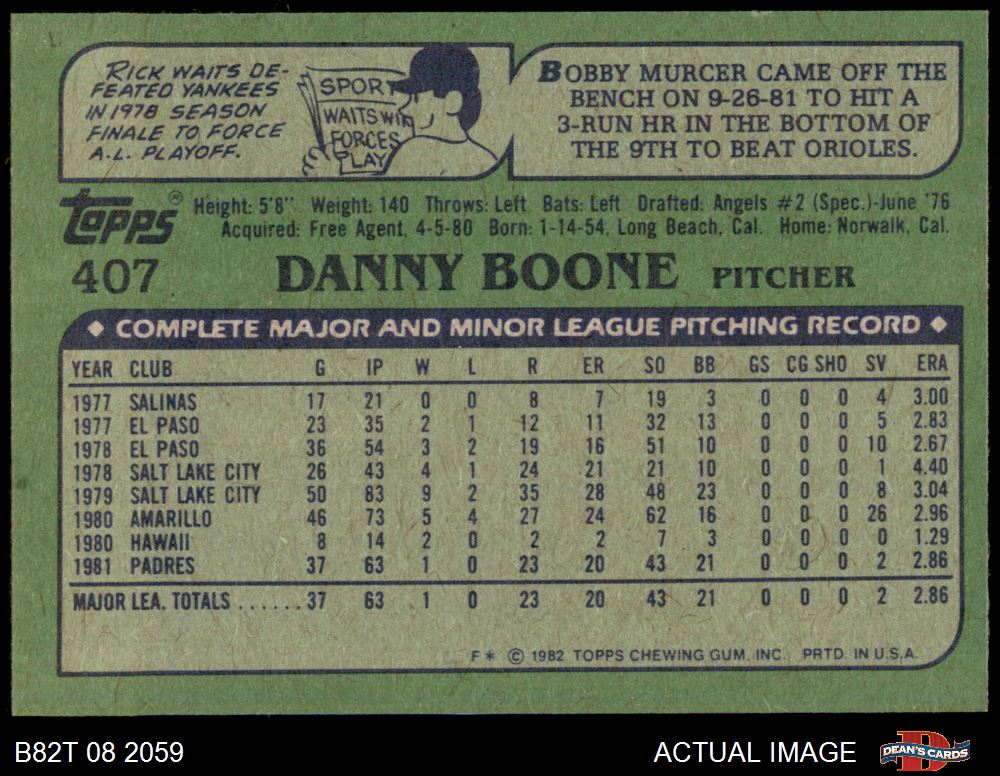 RICK WAITS DE-
FEATED YANKEES
IN 1978 SEASON
FINALE TO FORCE
A.L. PLAYOFF.
SPORT
WAITS WIN
FORCES
PLAY
BOBBY MURCER CAME OFF THE
BENCH ON 9-26-81 TO HIT A
3-RUN HR IN THE BOTTOM OF
THE 9TH TO BEAT ORIOLES.
topps®
Height: 5'8" Weight: 140 Throws: Left Bats: Left Drafted: Angels #2 (Spec.)-June '76
Acquired: Free Agent, 4-5-80 Born: 1-14-54, Long Beach, Cal. Home: Norwalk, Cal.
407 DANNY BOONE PITCHER
◆ COMPLETE MAJOR AND MINOR LEAGUE PITCHING RECORD ◆
YEAR CLUB G IP W L R ER SO BB GS CG SHO SV ERA
1977 SALINAS 17 21 0 0 8 7 19 3 0 0 0 4 3.00
1977 EL PASO 23 35 2 1 12 11 32 13 0 0 0 5 2.83
1978 EL PASO 36 54 3 2 19 16 51 10 0 0 0 10 2.67
1978 SALT LAKE CITY 26 43 4 1 24 21 21 10 0 0 0 1 4.40
1979 SALT LAKE CITY 50 83 9 2 35 28 48 23 0 0 0 8 3.04
1980 AMARILLO 46 73 5 4 27 24 62 16 0 0 0 26 2.96
1980 HAWAII 8 14 2 0 2 2 7 3 0 0 0 0 1.29
1981 PADRES 37 63 1 0 23 20 43 21 0 0 0 2 2.86
MAJOR LEA. TOTALS ......37 63 1 0 23 20 43 21 0 0 0 2 2.86
F* © 1982 TOPPS CHEWING GUM, INC. PRTD. IN U.S.A.
B82T 08 2059 ACTUAL IMAGE DEAN'S CARDS